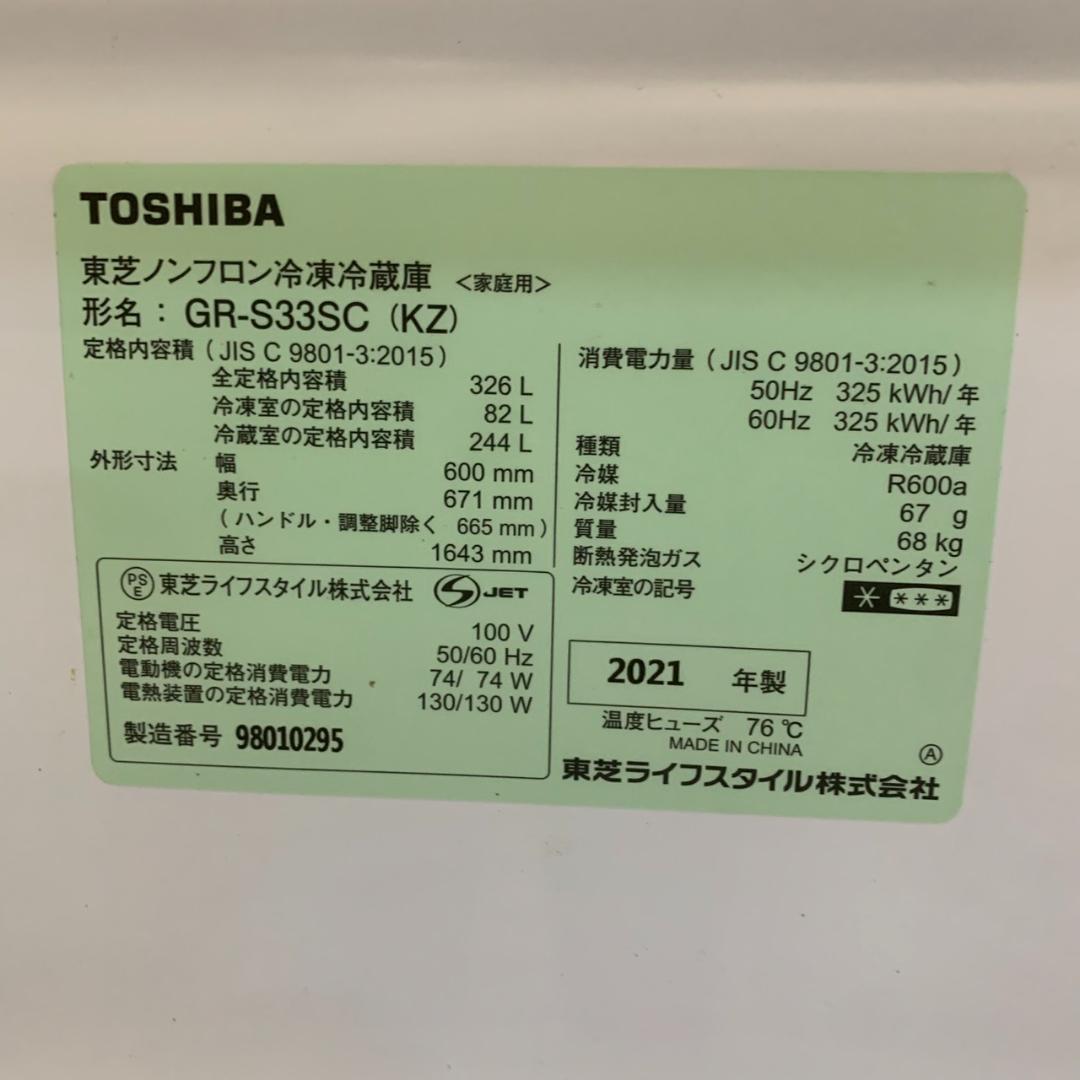 TOSHIBA
東芝ノンフロン冷凍冷蔵庫 <家庭用>
形名 : GR-S33SC (KZ)
定格内容積 (JIS C 9801-3:2015)
全定格内容積 326 L
冷凍室の定格内容積 82 L
冷蔵室の定格内容積 244 L
外形寸法 幅 600 mm
奥行 671 mm
(ハンドル・調整脚除く 665 mm)
高さ 1643 mm
消費電力量 (JIS C 9801-3:2015)
50Hz 325 kWh/年
60Hz 325 kWh/年
種類 冷凍冷蔵庫
冷媒 R600a
冷媒封入量 67 g
質量 68 kg
断熱発泡ガス シクロペンタン
冷凍室の記号 * ***
PSE 東芝ライフスタイル株式会社 S JET
定格電圧 100 V
定格周波数 50/60 Hz
電動機の定格消費電力 74/ 74 W
電熱装置の定格消費電力 130/130 W
製造番号 98010295
2021 年製
温度ヒューズ 76 ℃
MADE IN CHINA
Ⓐ
東芝ライフスタイル株式会社